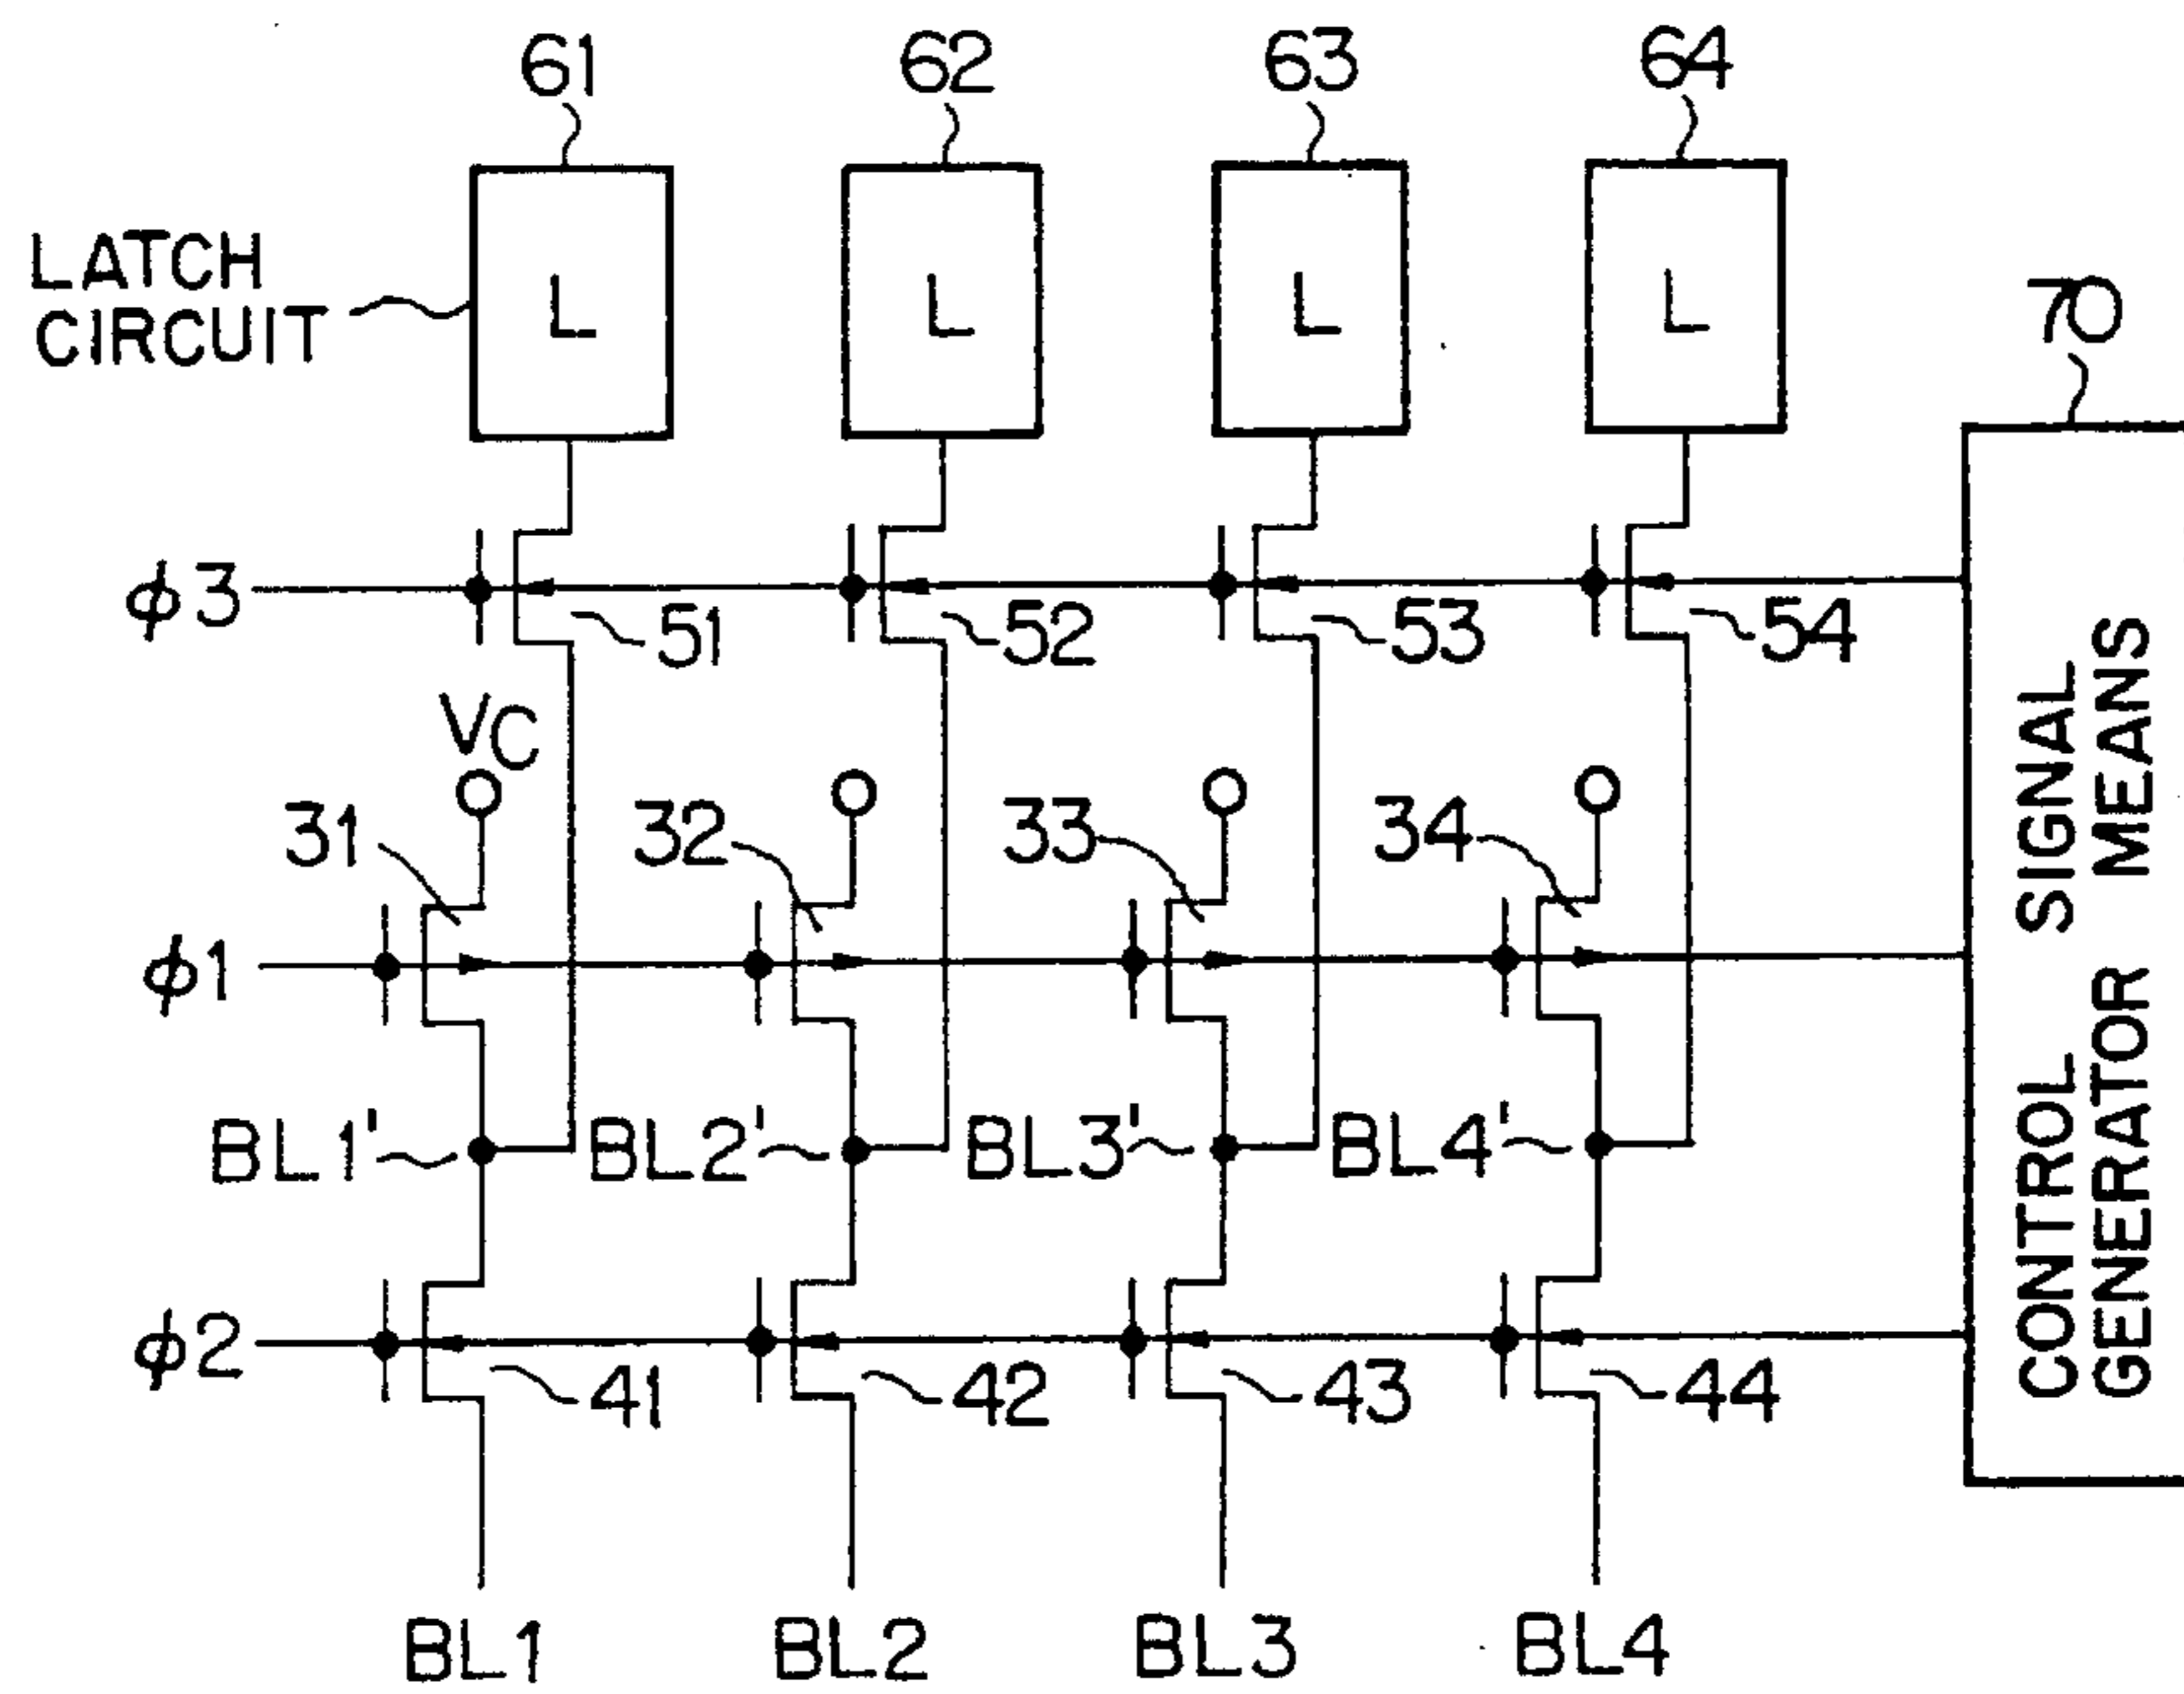 61 62 63 64
LATCH
CIRCUIT
L L L L
70
ϕ3
51 52 53 54
VC
31 32 33 34
ϕ1
BL1' BL2' BL3' BL4'
ϕ2
41 42 43 44
BL1 BL2 BL3 BL4
CONTROL SIGNAL
GENERATOR MEANS